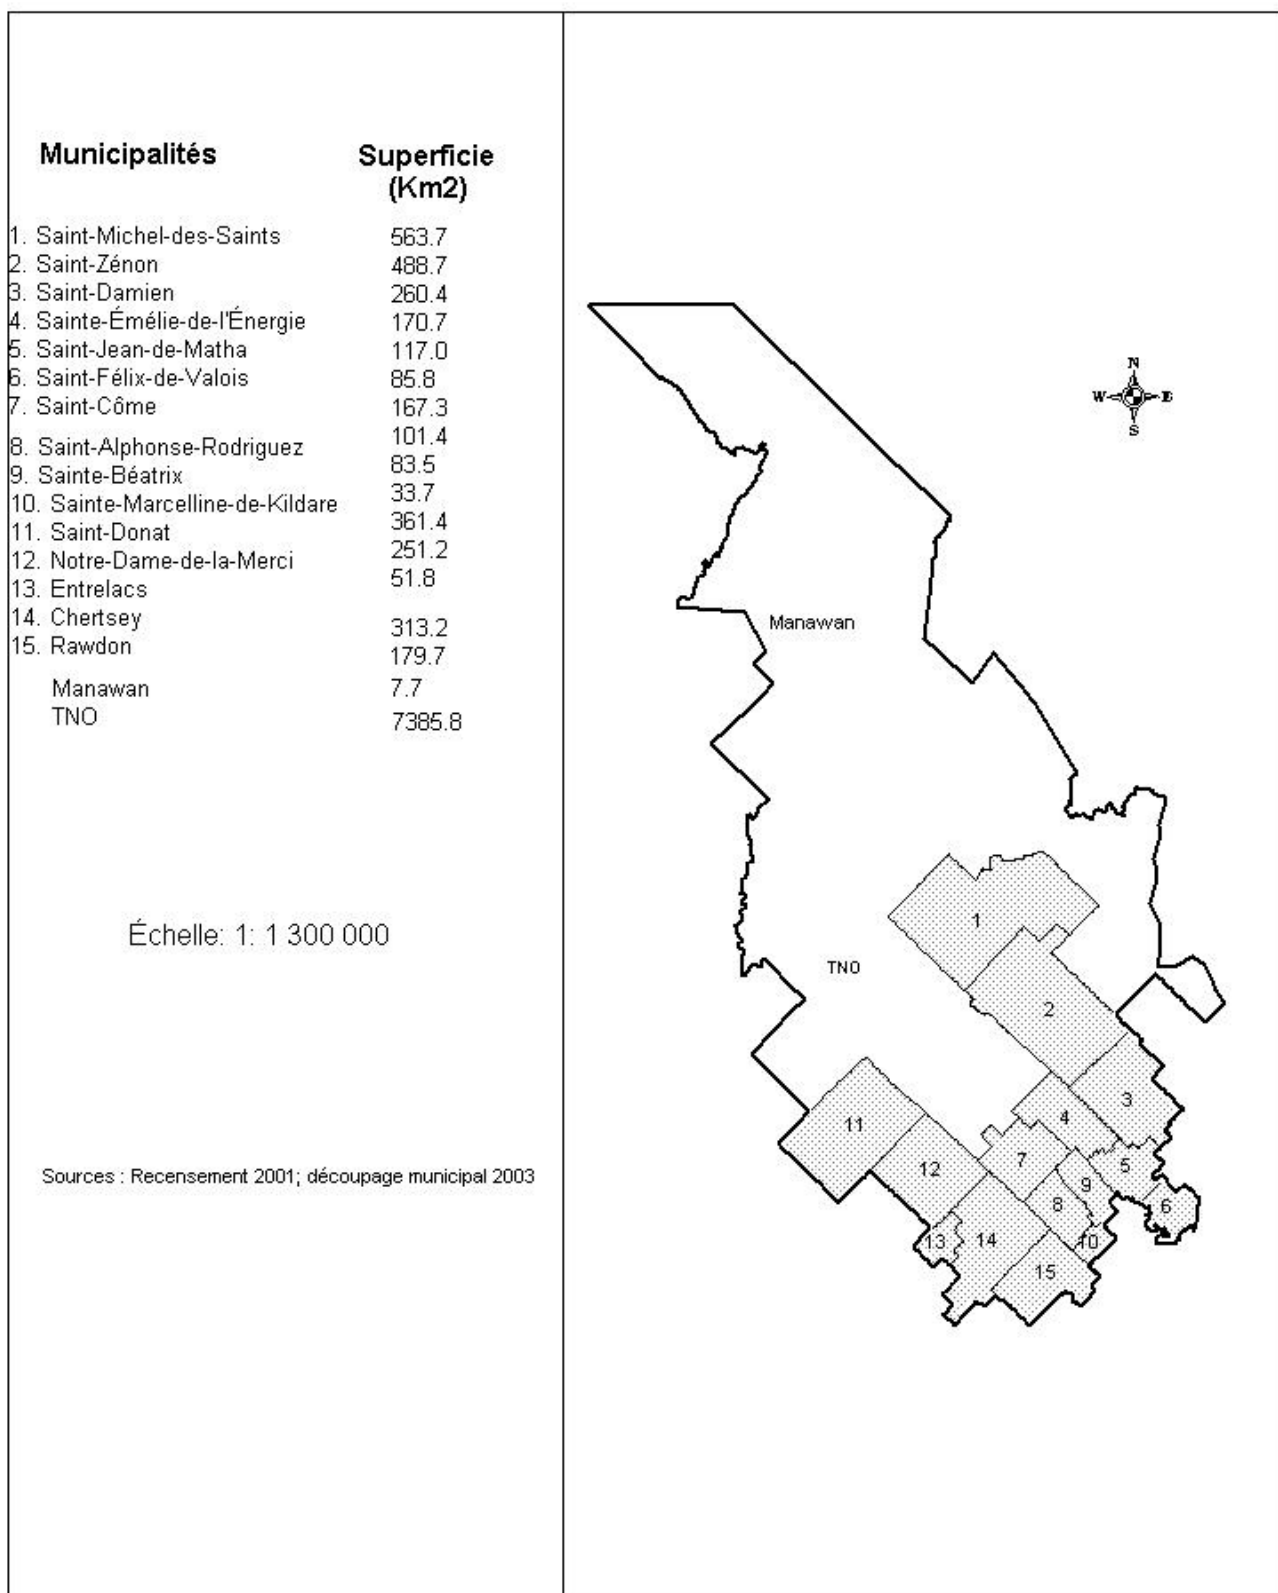 Municipalités Superficie
(Km2)
1. Saint-Michel-des-Saints 563.7
2. Saint-Zénon 488.7
3. Saint-Damien 260.4
4. Sainte-Émélie-de-l'Énergie 170.7
5. Saint-Jean-de-Matha 117.0
6. Saint-Félix-de-Valois 85.8
7. Saint-Côme 167.3
8. Saint-Alphonse-Rodriguez 101.4
9. Sainte-Béatrix 83.5
10. Sainte-Marcelline-de-Kildare 33.7
11. Saint-Donat 361.4
12. Notre-Dame-de-la-Merci 251.2
13. Entrelacs 51.8
14. Chertsey 313.2
15. Rawdon 179.7
Manawan 7.7
TNO 7385.8
Échelle: 1: 1 300 000
Sources : Recensement 2001; découpage municipal 2003
N
W E
S
Manawan
1
TNO
2
3
4
11
7
5
12
9
8
6
13
14
10
15